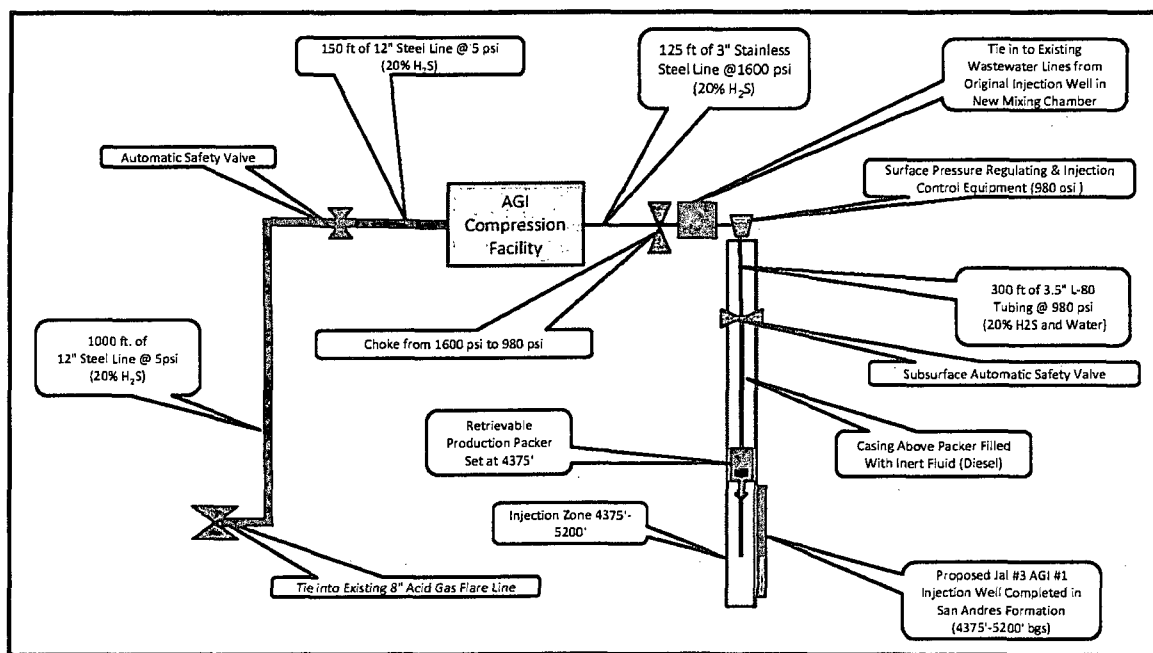 150 ft of 12" Steel Line @ 5 psi
(20% H₂S)
125 ft of 3" Stainless
Steel Line @1600 psi
(20% H₂S)
Tie in to Existing
Wastewater Lines from
Original Injection Well in
New Mixing Chamber
Automatic Safety Valve
Surface Pressure Regulating & Injection
Control Equipment (980 psi )
AGI
Compression
Facility
300 ft of 3.5" L-80
Tubing @ 980 psi
(20% H2S and Water)
Choke from 1600 psi to 980 psi
Subsurface Automatic Safety Valve
1000 ft. of
12" Steel Line @ 5psi
(20% H₂S)
Retrievable
Production Packer
Set at 4375'
Casing Above Packer Filled
With Inert Fluid (Diesel)
Injection Zone 4375'-
5200'
Tie into Existing 8" Acid Gas Flare Line
Proposed Jal #3 AGI #1
Injection Well Completed in
San Andres Formation
(4375'-5200' bgs)